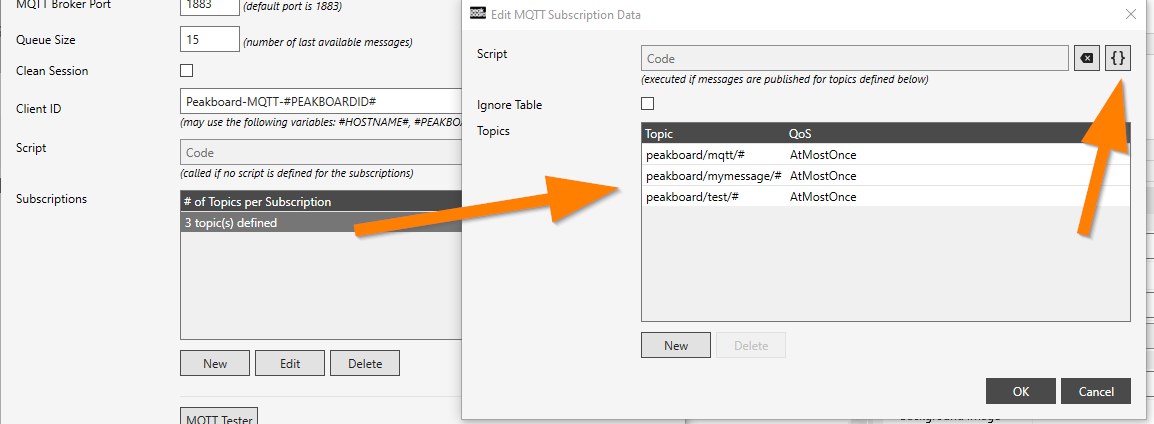 MQTT Broker Port
1883
(default port is 1883)
Queue Size
15
(number of last available messages)
Clean Session
Client ID
Peakboard-MQTT-#PEAKBOARDID#
(may use the following variables: #HOSTNAME#, #PEAKBO
Script
Code
(called if no script is defined for the subscriptions)
Subscriptions
# of Topics per Subscription
3 topic(s) defined
New
Edit
Delete
MQTT Tester
peak
board
Edit MQTT Subscription Data
Script
Code
{}
(executed if messages are published for topics defined below)
Ignore Table
Topics
Topic
QoS
peakboard/mqtt/#
AtMostOnce
peakboard/mymessage/#
AtMostOnce
peakboard/test/#
AtMostOnce
New
Delete
OK
Cancel
Background Image